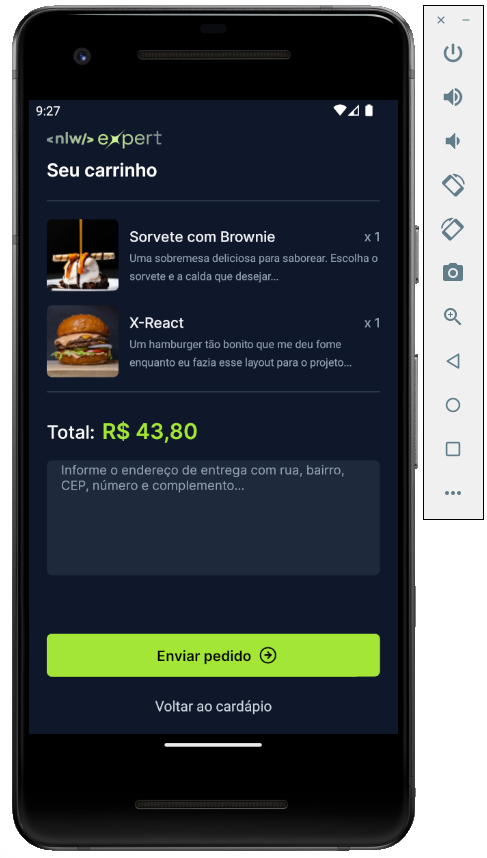 9:27
<nlw/> expert
Seu carrinho
Sorvete com Brownie
x 1
Uma sobremesa deliciosa para saborear. Escolha o
sorvete e a calda que desejar...
X-React
x 1
Um hamburger tão bonito que me deu fome
enquanto eu fazia esse layout para o projeto...
Total: R$ 43,80
Informe o endereço de entrega com rua, bairro,
CEP, número e complemento...
Enviar pedido
Voltar ao cardápio